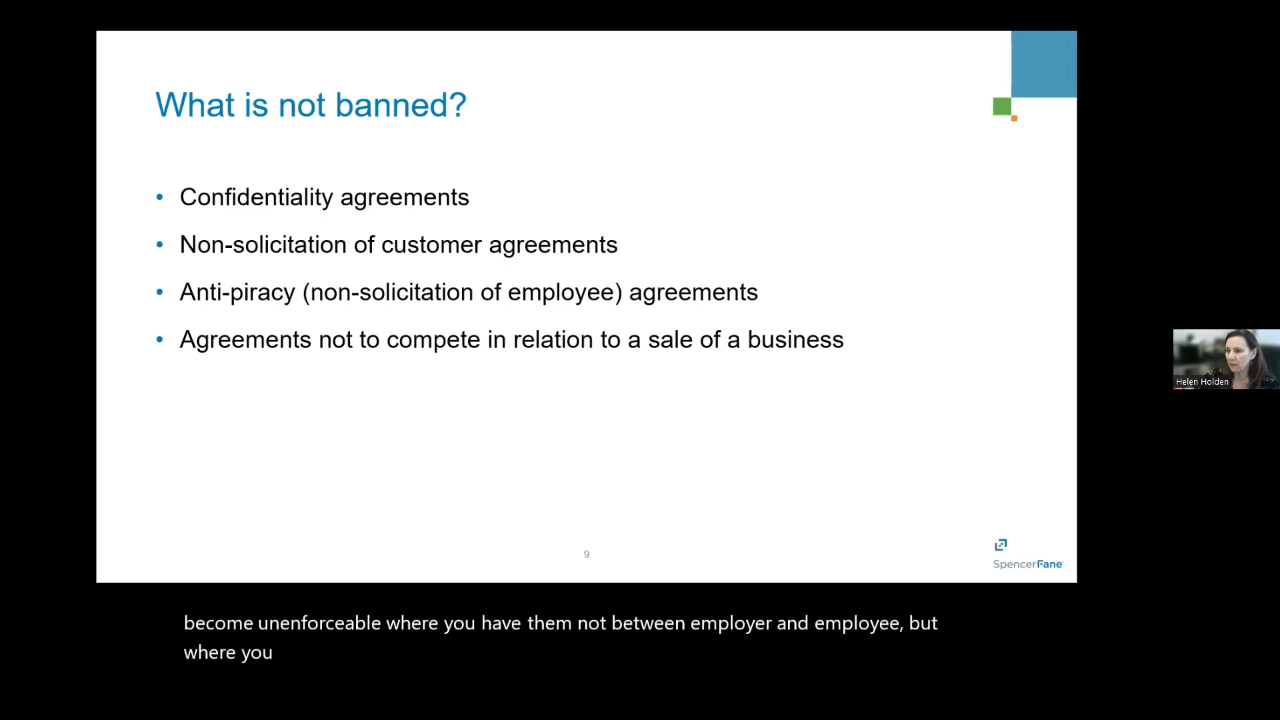 What is not banned?
• Confidentiality agreements
• Non-solicitation of customer agreements
• Anti-piracy (non-solicitation of employee) agreements
• Agreements not to compete in relation to a sale of a business
Helen Holden
9
SpencerFane
become unenforceable where you have them not between employer and employee, but
where you